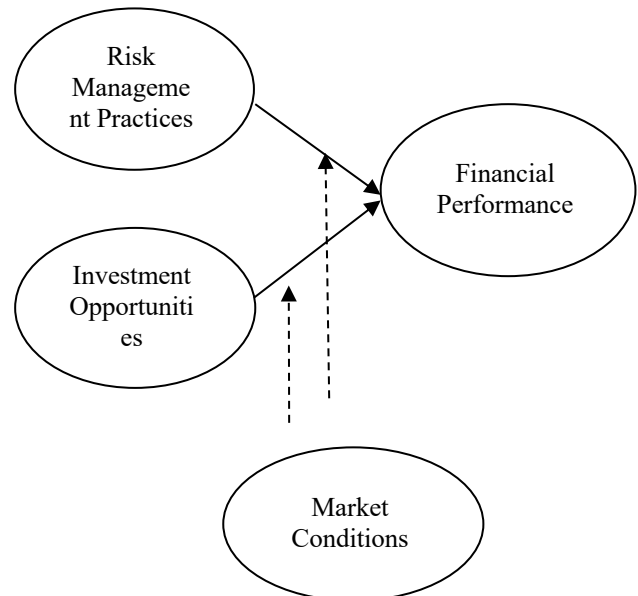 Risk
Manageme
nt Practices
Financial
Performance
Investment
Opportuniti
es
Market
Conditions